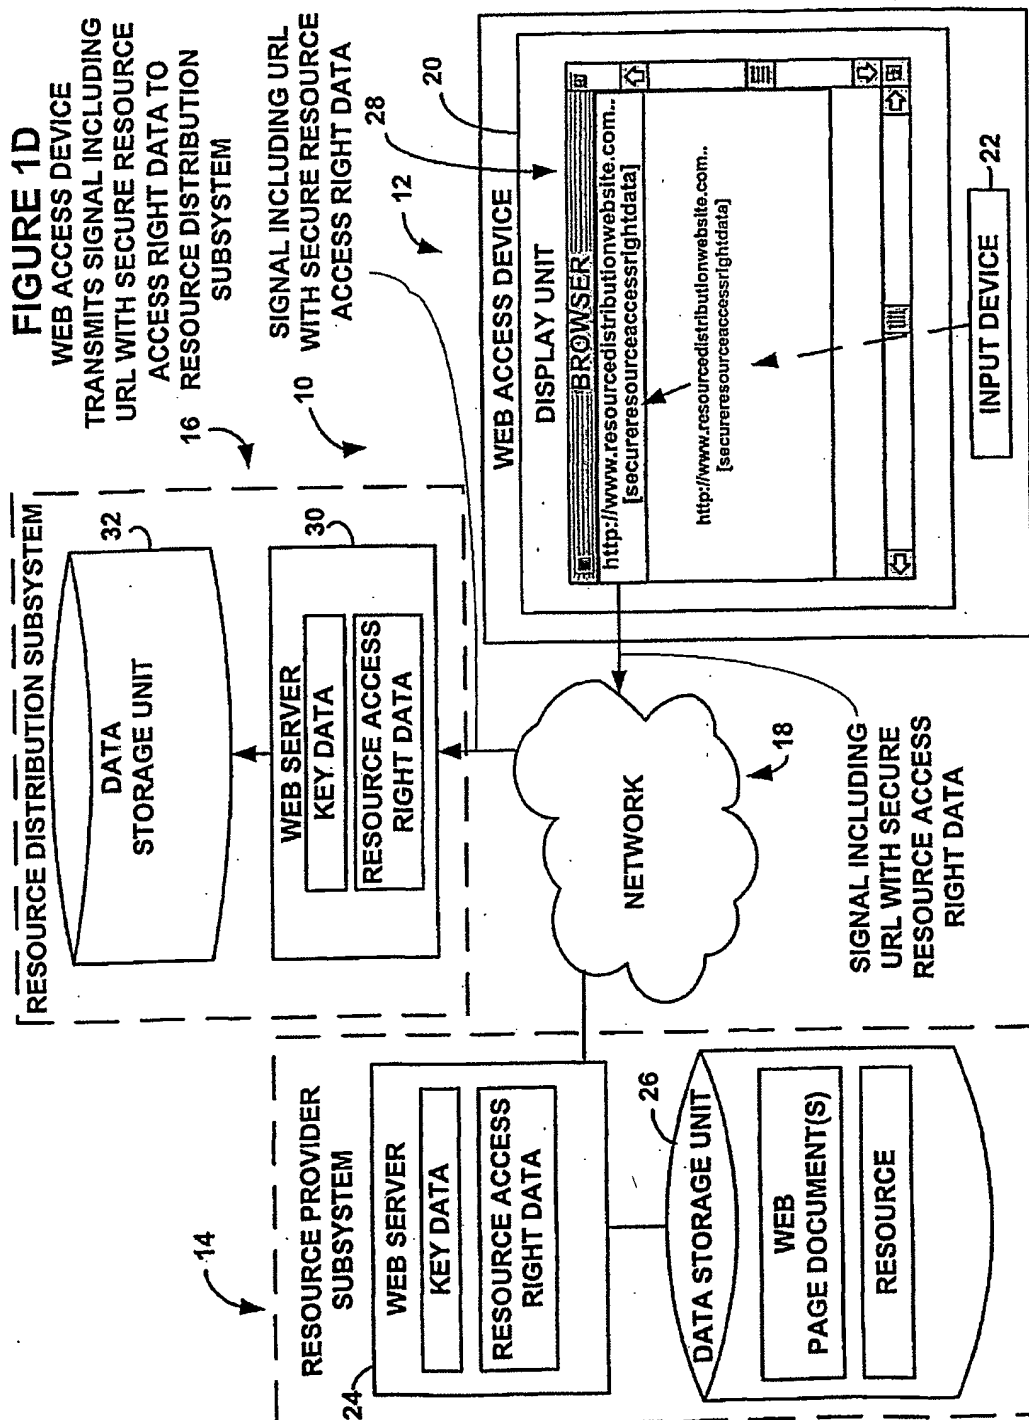 FIGURE 1D
WEB ACCESS DEVICE
TRANSMITS SIGNAL INCLUDING
URL WITH SECURE RESOURCE
ACCESS RIGHT DATA TO
RESOURCE DISTRIBUTION
SUBSYSTEM
16
10
SIGNAL INCLUDING URL
WITH SECURE RESOURCE
ACCESS RIGHT DATA
RESOURCE DISTRIBUTION SUBSYSTEM
32
DATA
STORAGE UNIT
30
WEB SERVER
KEY DATA
RESOURCE ACCESS
RIGHT DATA
14
RESOURCE PROVIDER
SUBSYSTEM
24
WEB SERVER
KEY DATA
RESOURCE ACCESS
RIGHT DATA
26
DATA STORAGE UNIT
WEB
PAGE DOCUMENT(S)
RESOURCE
NETWORK
18
SIGNAL INCLUDING
URL WITH SECURE
RESOURCE ACCESS
RIGHT DATA
12
28
20
WEB ACCESS DEVICE
DISPLAY UNIT
BROWSER
http://www.resourcedistributionwebsite.com..
[secureresourceaccessrightdata]
http://www.resourcedistributionwebsite.com..
[secureresourceaccessrightdata]
22
INPUT DEVICE